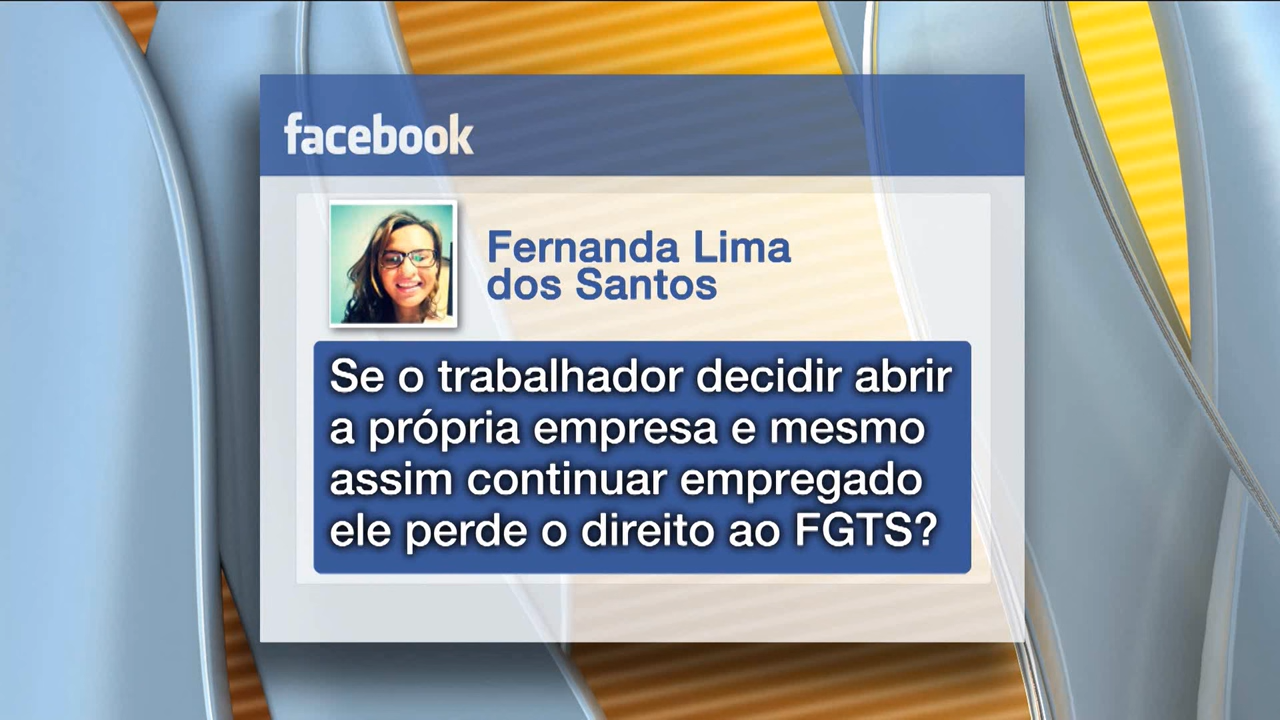 facebook
Fernanda Lima
dos Santos
Se o trabalhador decidir abrir
a própria empresa e mesmo
assim continuar empregado
ele perde o direito ao FGTS?